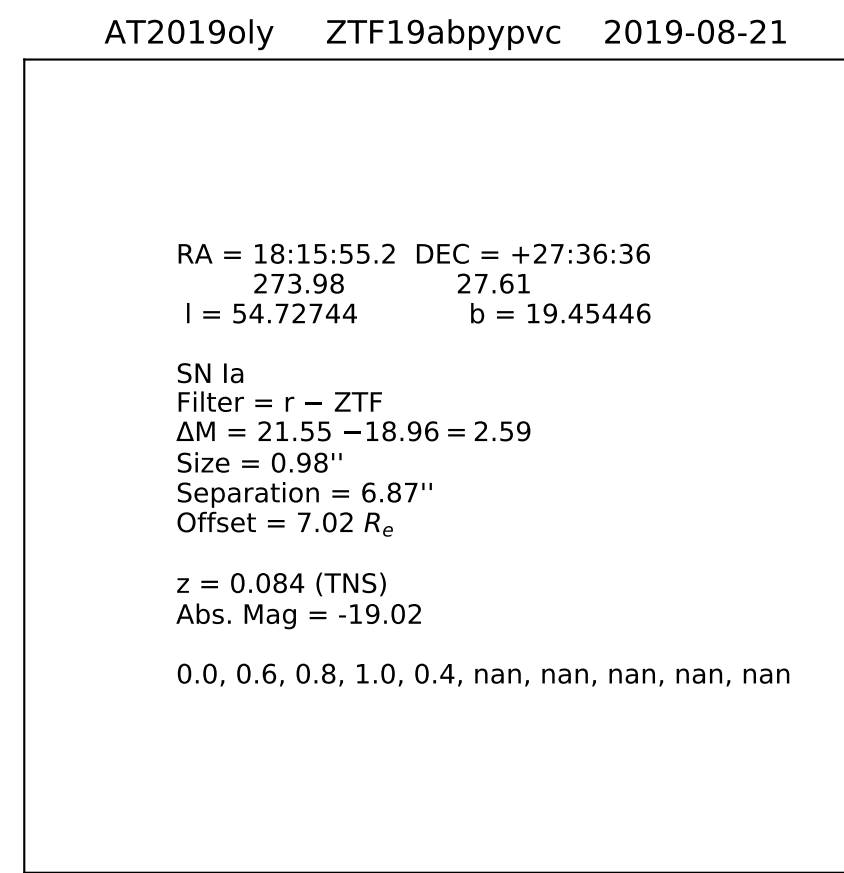 AT2019oly ZTF19abpypvc 2019-08-21
RA = 18:15:55.2 DEC = +27:36:36
273.98 27.61
l = 54.72744 b = 19.45446
SN Ia
Filter = r − ZTF
ΔM = 21.55 −18.96 = 2.59
Size = 0.98''
Separation = 6.87''
Offset = 7.02 Re
z = 0.084 (TNS)
Abs. Mag = -19.02
0.0, 0.6, 0.8, 1.0, 0.4, nan, nan, nan, nan, nan